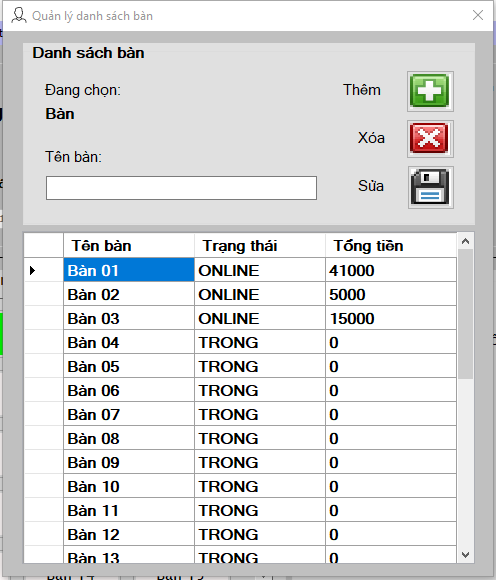 Quản lý danh sách bàn
Danh sách bàn
Đang chọn:
Thêm
Bàn
Xóa
Tên bàn:
Sửa
Tên bàn Trạng thái Tổng tiền
Bàn 01 ONLINE 41000
Bàn 02 ONLINE 5000
Bàn 03 ONLINE 15000
Bàn 04 TRONG 0
Bàn 05 TRONG 0
Bàn 06 TRONG 0
Bàn 07 TRONG 0
Bàn 08 TRONG 0
Bàn 09 TRONG 0
Bàn 10 TRONG 0
Bàn 11 TRONG 0
Bàn 12 TRONG 0
Bàn 13 TRONG 0